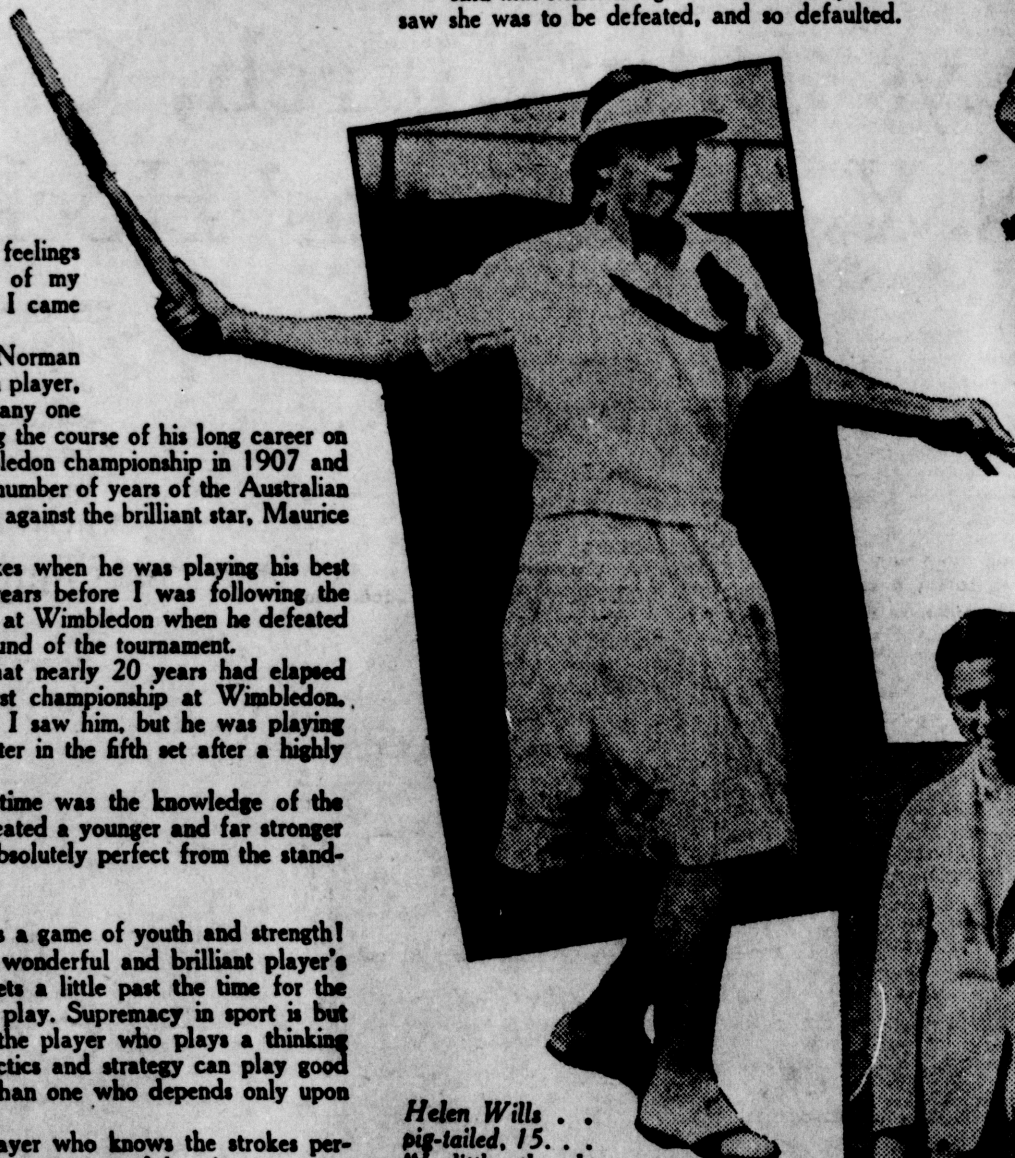 saw she was to be defeated, and so defaulted.
feelings
of my
I came
Norman
player,
any one
the course of his long career on
ledon championship in 1907 and
number of years of the Australian
against the brilliant star, Maurice
es when he was playing his best
ears before I was following the
at Wimbledon when he defeated
und of the tournament.
at nearly 20 years had elapsed
st championship at Wimbledon.
I saw him, but he was playing
ter in the fifth set after a highly
time was the knowledge of the
eated a younger and far stronger
bsolutely perfect from the stand-
s a game of youth and strength!
wonderful and brilliant player's
ets a little past the time for the
play. Supremacy in sport is but
the player who plays a thinking
ctics and strategy can play good
han one who depends only upon
ayer who knows the strokes per-
Helen Wills . .
pig-tailed, 15. . .